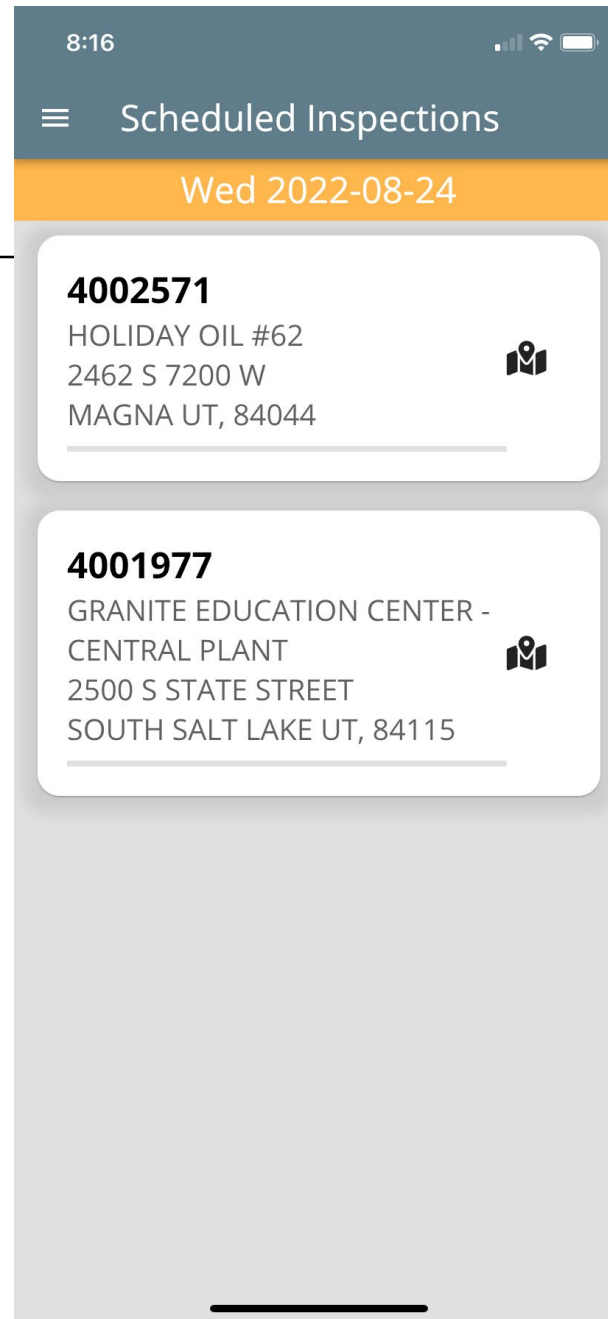 8:16
Scheduled Inspections
Wed 2022-08-24
4002571
HOLIDAY OIL #62
2462 S 7200 W
MAGNA UT, 84044
4001977
GRANITE EDUCATION CENTER -
CENTRAL PLANT
2500 S STATE STREET
SOUTH SALT LAKE UT, 84115